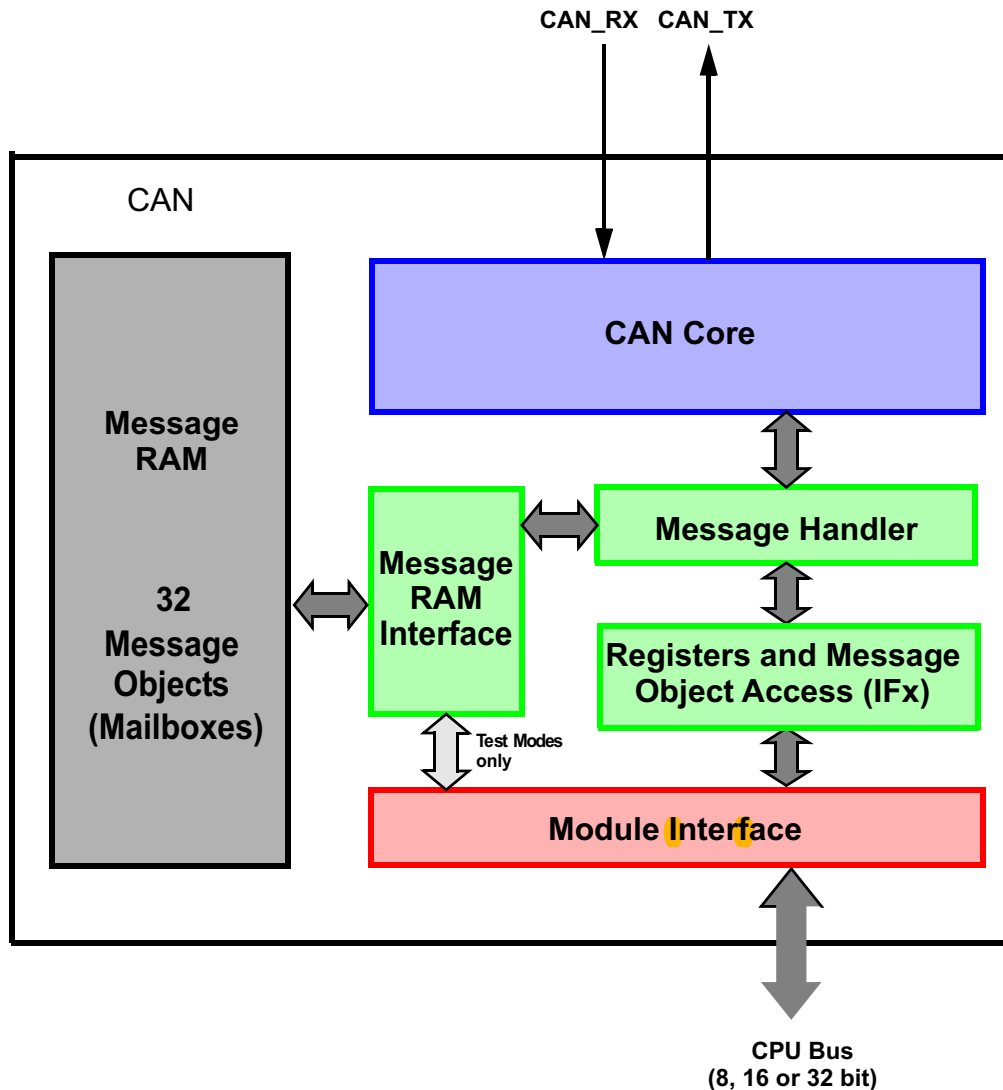 CAN_RX CAN_TX
CAN
CAN Core
Message
RAM
32
Message
Objects
(Mailboxes)
Message
RAM
Interface
Message Handler
Registers and Message
Object Access (IFx)
Test Modes
only
Module Interface
CPU Bus
(8, 16 or 32 bit)